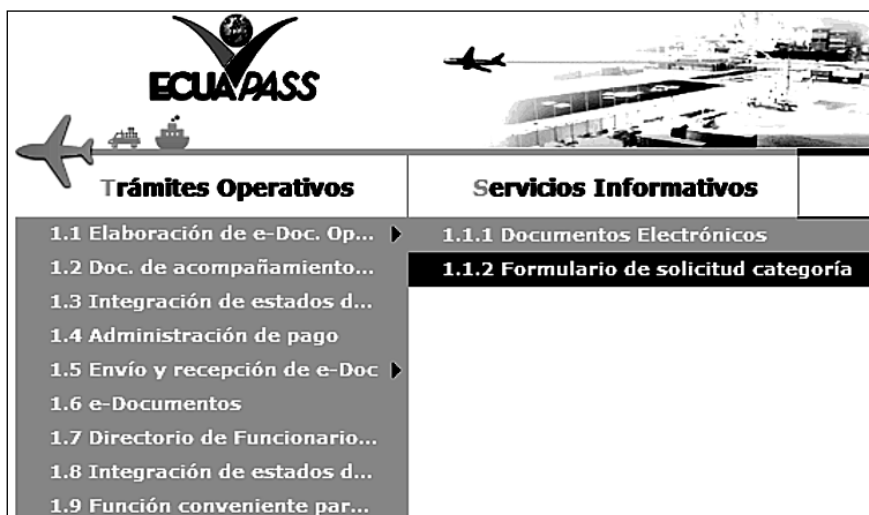 ECUAPASS
Trámites Operativos
Servicios Informativos
1.1 Elaboración de e-Doc. Op...
1.1.1 Documentos Electrónicos
1.2 Doc. de acompañamiento...
1.1.2 Formulario de solicitud categoría
1.3 Integración de estados d...
1.4 Administración de pago
1.5 Envío y recepción de e-Doc
1.6 e-Documentos
1.7 Directorio de Funcionario...
1.8 Integración de estados d...
1.9 Función conveniente par...